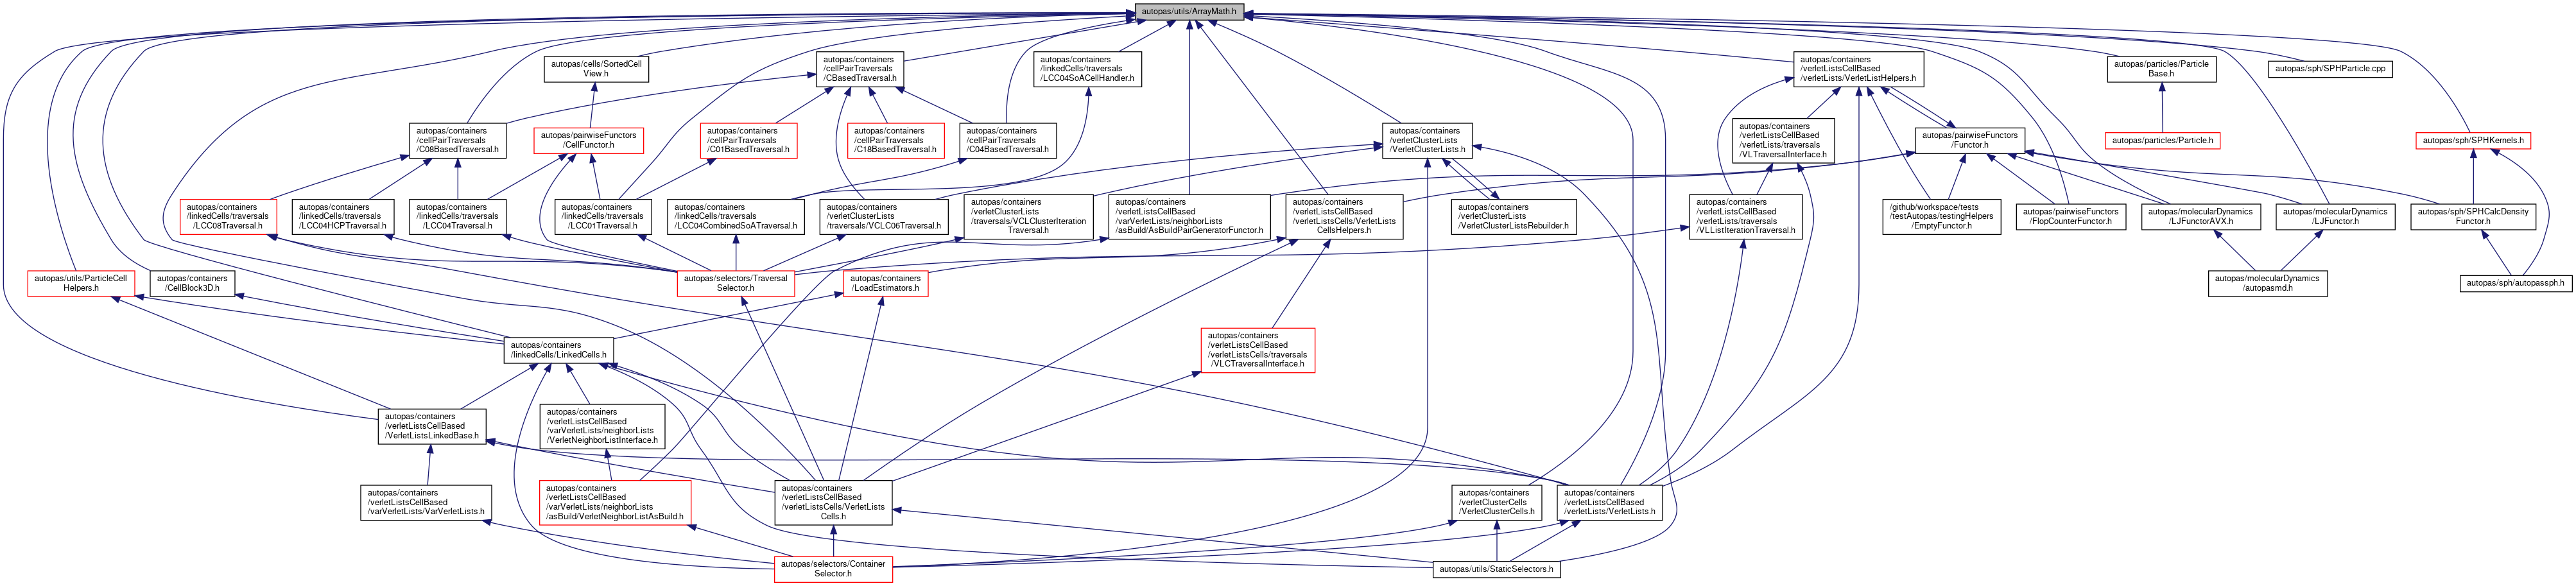 autopas/utils/ArrayMath.h
autopas/cells/SortedCell
View.h
autopas/containers
/cellPairTraversals
/CBasedTraversal.h
autopas/containers
/linkedCells/traversals
/LCC04SoACellHandler.h
autopas/containers
/verletListsCellBased
/verletLists/VerletListHelpers.h
autopas/particles/Particle
Base.h
autopas/sph/SPHParticle.cpp
autopas/containers
/cellPairTraversals
/C08BasedTraversal.h
autopas/pairwiseFunctors
/CellFunctor.h
autopas/containers
/cellPairTraversals
/C01BasedTraversal.h
autopas/containers
/cellPairTraversals
/C18BasedTraversal.h
autopas/containers
/cellPairTraversals
/C04BasedTraversal.h
autopas/containers
/verletClusterLists
/VerletClusterLists.h
autopas/containers
/verletListsCellBased
/verletLists/traversals
/VLTraversalInterface.h
autopas/pairwiseFunctors
/Functor.h
autopas/particles/Particle.h
autopas/sph/SPHKernels.h
autopas/containers
/linkedCells/traversals
/LCC08Traversal.h
autopas/containers
/linkedCells/traversals
/LCC04HCPTraversal.h
autopas/containers
/linkedCells/traversals
/LCC04Traversal.h
autopas/containers
/linkedCells/traversals
/LCC01Traversal.h
autopas/containers
/linkedCells/traversals
/LCC04CombinedSoATraversal.h
autopas/containers
/verletClusterLists
/traversals/VCLC06Traversal.h
autopas/containers
/verletClusterLists
/traversals/VCLClusterIteration
Traversal.h
autopas/containers
/verletListsCellBased
/varVerletLists/neighborLists
/asBuild/AsBuildPairGeneratorFunctor.h
autopas/containers
/verletListsCellBased
/verletListsCells/VerletLists
CellsHelpers.h
autopas/containers
/verletClusterLists
/VerletClusterListsRebuilder.h
autopas/containers
/verletListsCellBased
/verletLists/traversals
/VLListIterationTraversal.h
/github/workspace/tests
/testAutopas/testingHelpers
/EmptyFunctor.h
autopas/pairwiseFunctors
/FlopCounterFunctor.h
autopas/molecularDynamics
/LJFunctorAVX.h
autopas/molecularDynamics
/LJFunctor.h
autopas/sph/SPHCalcDensity
Functor.h
autopas/utils/ParticleCell
Helpers.h
autopas/containers
/CellBlock3D.h
autopas/selectors/Traversal
Selector.h
autopas/containers
/LoadEstimators.h
autopas/molecularDynamics
/autopasmd.h
autopas/sph/autopassph.h
autopas/containers
/linkedCells/LinkedCells.h
autopas/containers
/verletListsCellBased
/verletListsCells/traversals
/VLCTraversalInterface.h
autopas/containers
/verletListsCellBased
/VerletListsLinkedBase.h
autopas/containers
/verletListsCellBased
/varVerletLists/neighborLists
/VerletNeighborListInterface.h
autopas/containers
/verletListsCellBased
/varVerletLists/VarVerletLists.h
autopas/containers
/verletListsCellBased
/varVerletLists/neighborLists
/asBuild/VerletNeighborListAsBuild.h
autopas/containers
/verletListsCellBased
/verletListsCells/VerletLists
Cells.h
autopas/containers
/verletClusterCells
/VerletClusterCells.h
autopas/containers
/verletListsCellBased
/verletLists/VerletLists.h
autopas/selectors/Container
Selector.h
autopas/utils/StaticSelectors.h